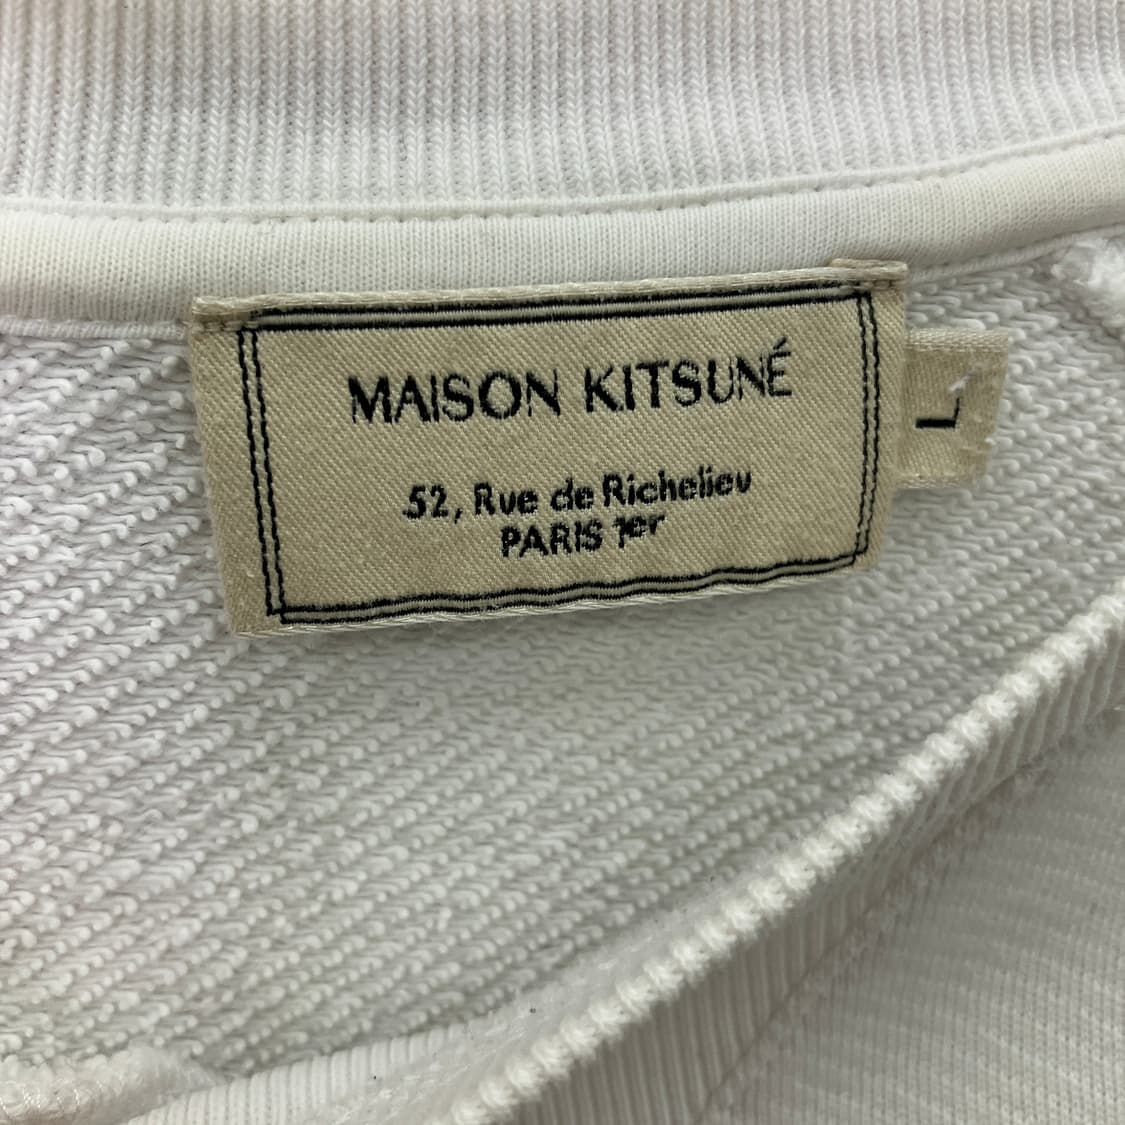 MAISON KITSUNÉ
52, Rue de Richelieu
PARIS 1er
L